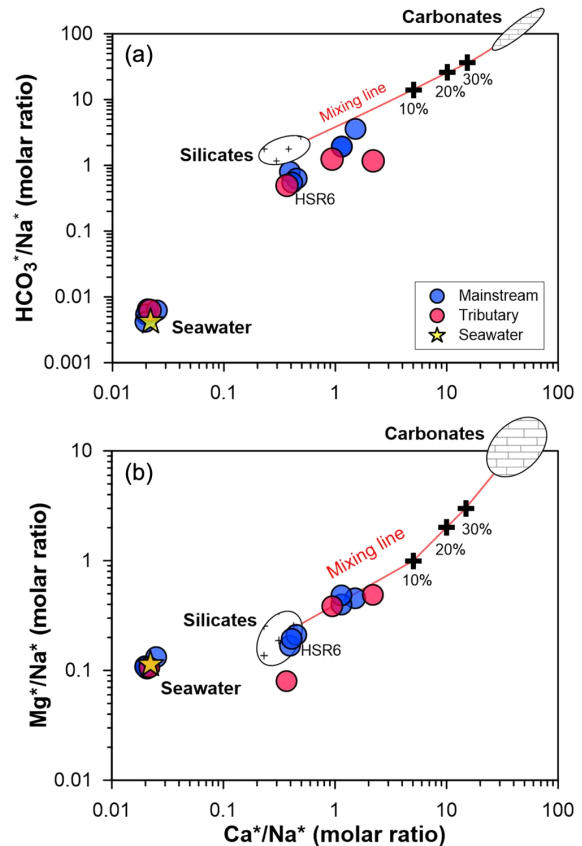 (a)
Carbonates
100
10
1
0.1
0.01
0.001
HCO₃*/Na* (molar ratio)
Mixing line
10%
20%
30%
Silicates
HSR6
Seawater
Mainstream
Tributary
Seawater
0.01
0.1
1
10
100
(b)
Carbonates
10
1
0.1
0.01
Mg*/Na* (molar ratio)
Mixing line
10%
20%
30%
Silicates
HSR6
Seawater
0.01
0.1
1
10
100
Ca*/Na* (molar ratio)